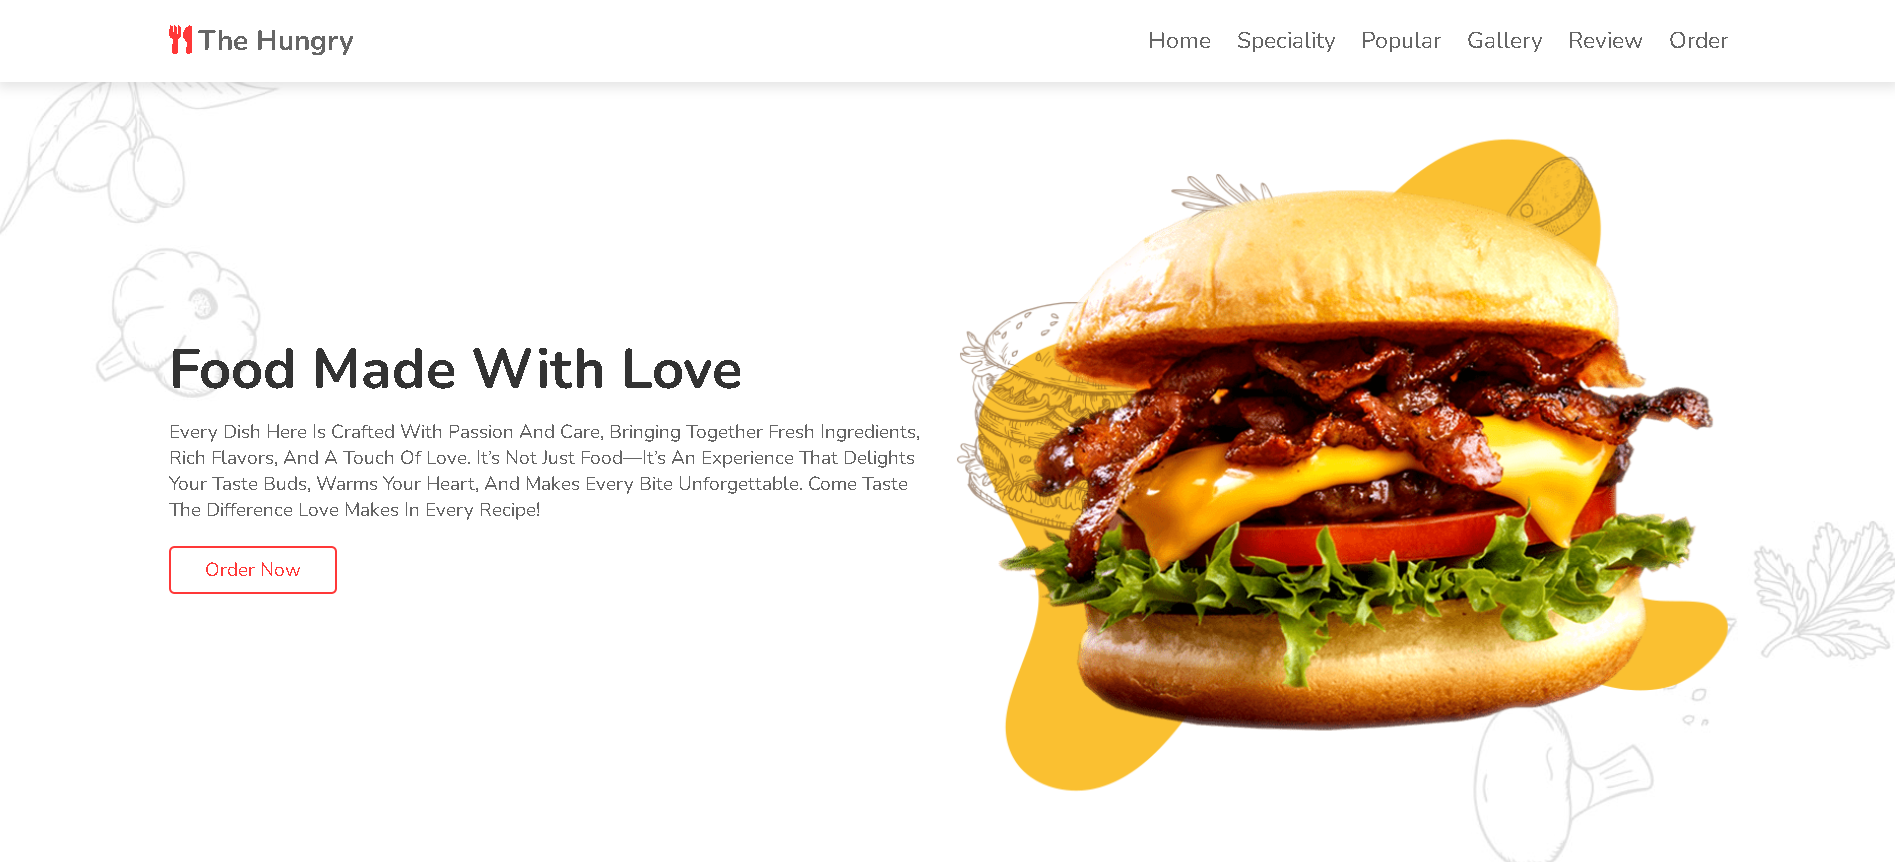 The Hungry
Home Speciality Popular Gallery Review Order
Food Made With Love
Every Dish Here Is Crafted With Passion And Care, Bringing Together Fresh Ingredients,
Rich Flavors, And A Touch Of Love. It’s Not Just Food—It’s An Experience That Delights
Your Taste Buds, Warms Your Heart, And Makes Every Bite Unforgettable. Come Taste
The Difference Love Makes In Every Recipe!
Order Now